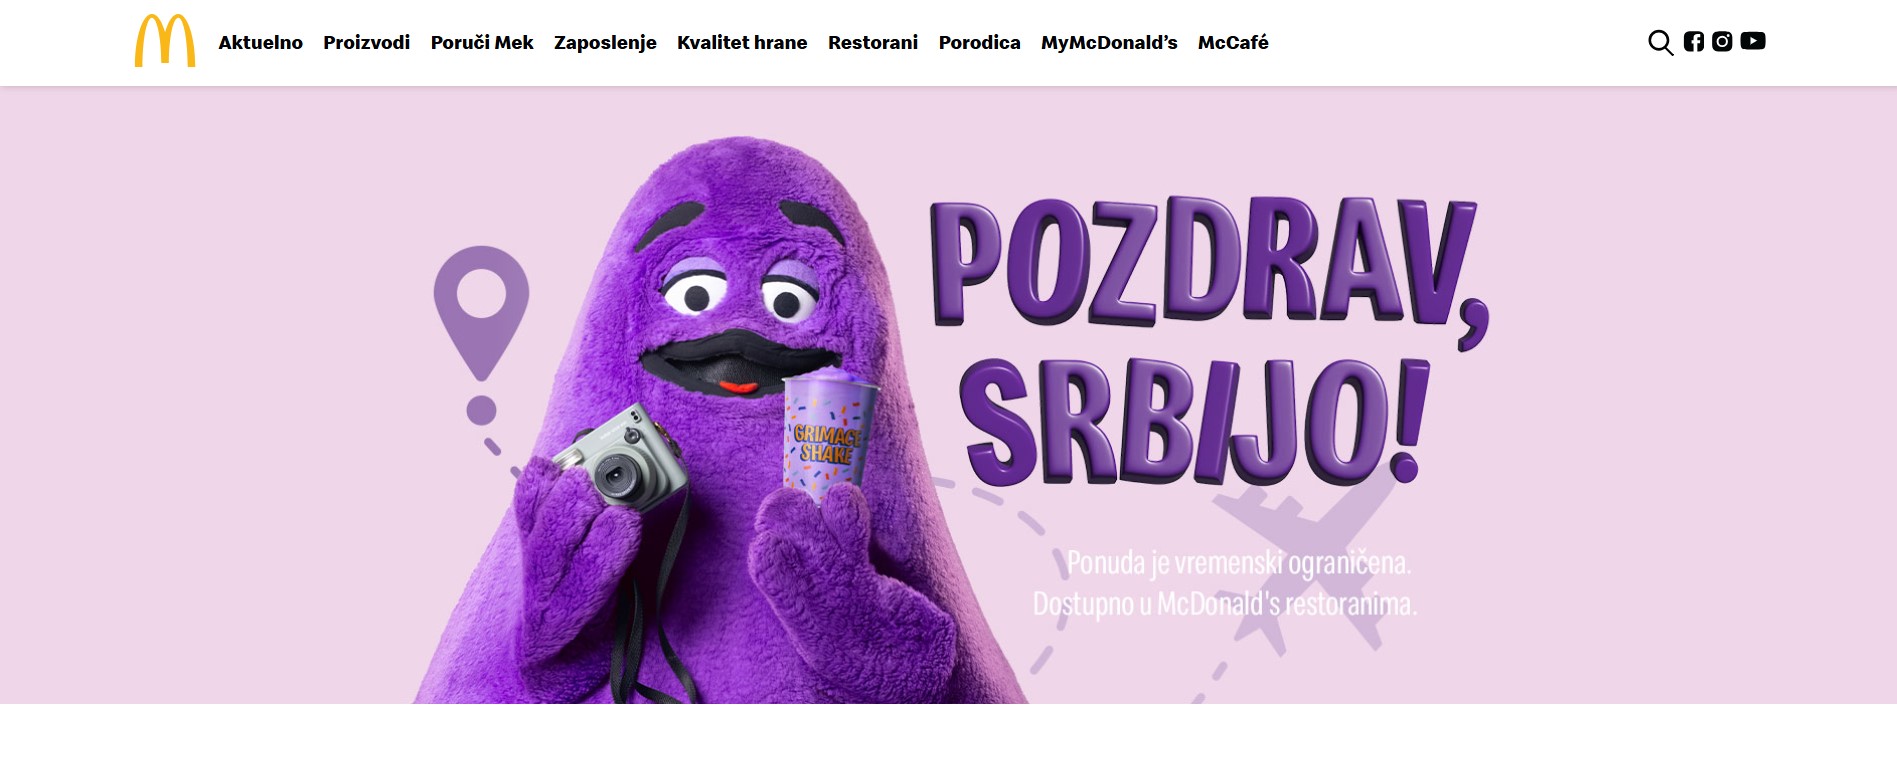 Aktuelno Proizvodi Poruči Mek Zaposlenje Kvalitet hrane Restorani Porodica MyMcDonald’s McCafé
POZDRAV,
SRBIJO!
GRIMACE
SHAKE
Ponuda je vremenski ograničena.
Dostupno u McDonald's restoranima.